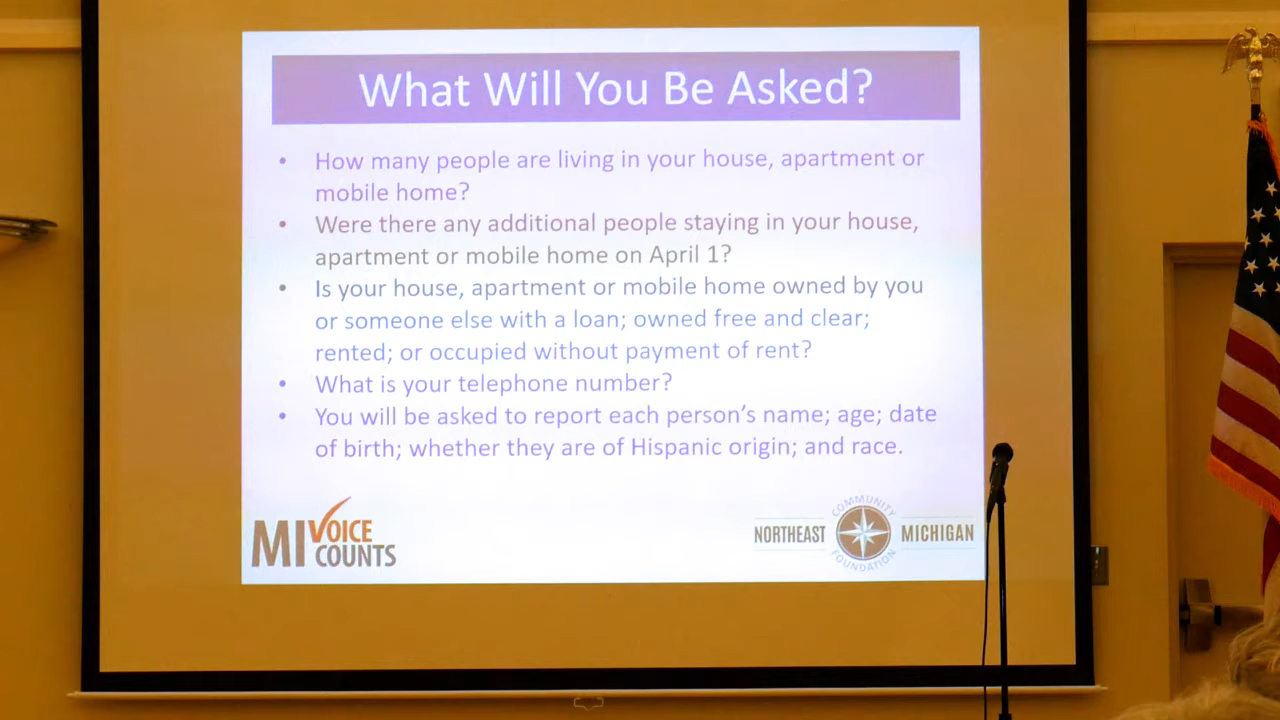 What Will You Be Asked?
• How many people are living in your house, apartment or
mobile home?
• Were there any additional people staying in your house,
apartment or mobile home on April 1?
• Is your house, apartment or mobile home owned by you
or someone else with a loan; owned free and clear;
rented; or occupied without payment of rent?
• What is your telephone number?
• You will be asked to report each person's name; age; date
of birth; whether they are of Hispanic origin; and race.
MI VOICE
COUNTS
COMMUNITY
NORTHEAST MICHIGAN
FOUNDATION